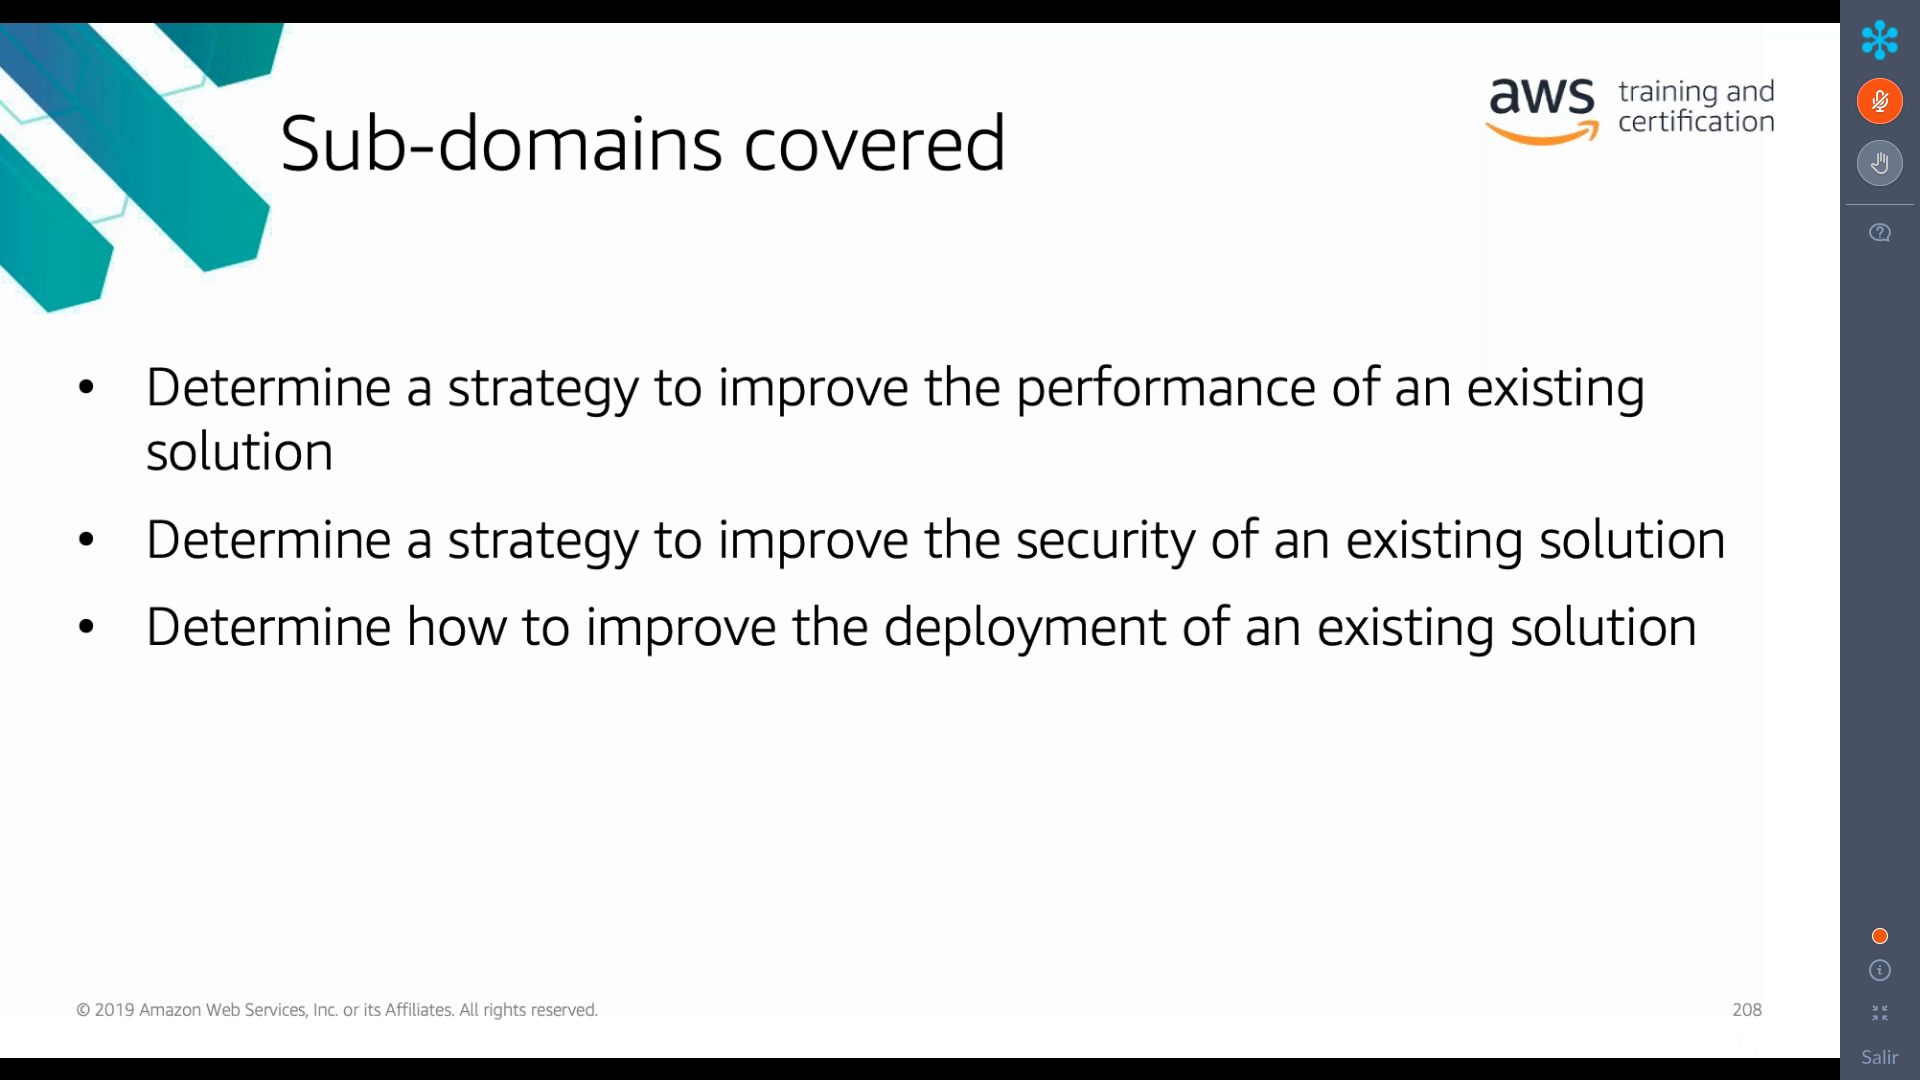 Sub-domains covered
aws training and
certification
• Determine a strategy to improve the performance of an existing
solution
• Determine a strategy to improve the security of an existing solution
• Determine how to improve the deployment of an existing solution
© 2019 Amazon Web Services, Inc. or its Affiliates. All rights reserved.
208
Salir